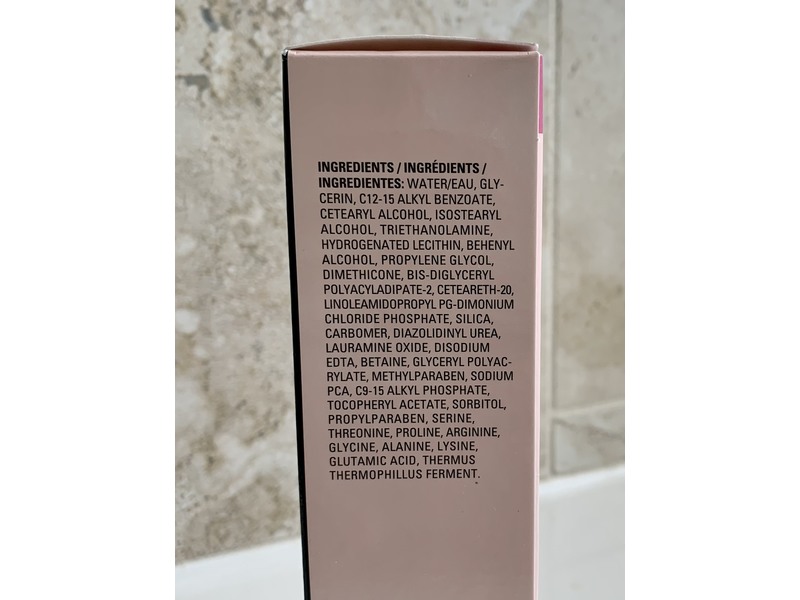 INGREDIENTS / INGRÉDIENTS /
INGREDIENTES: WATER/EAU, GLY-
CERIN, C12-15 ALKYL BENZOATE,
CETEARYL ALCOHOL, ISOSTEARYL
ALCOHOL, TRIETHANOLAMINE,
HYDROGENATED LECITHIN, BEHENYL
ALCOHOL, PROPYLENE GLYCOL,
DIMETHICONE, BIS-DIGLYCERYL
POLYACYLADIPATE-2, CETEARETH-20,
LINOLEAMIDOPROPYL PG-DIMONIUM
CHLORIDE PHOSPHATE, SILICA,
CARBOMER, DIAZOLIDINYL UREA,
LAURAMINE OXIDE, DISODIUM
EDTA, BETAINE, GLYCERYL POLYAC-
RYLATE, METHYLPARABEN, SODIUM
PCA, C9-15 ALKYL PHOSPHATE,
TOCOPHERYL ACETATE, SORBITOL,
PROPYLPARABEN, SERINE,
THREONINE, PROLINE, ARGININE,
GLYCINE, ALANINE, LYSINE,
GLUTAMIC ACID, THERMUS
THERMOPHILLUS FERMENT.